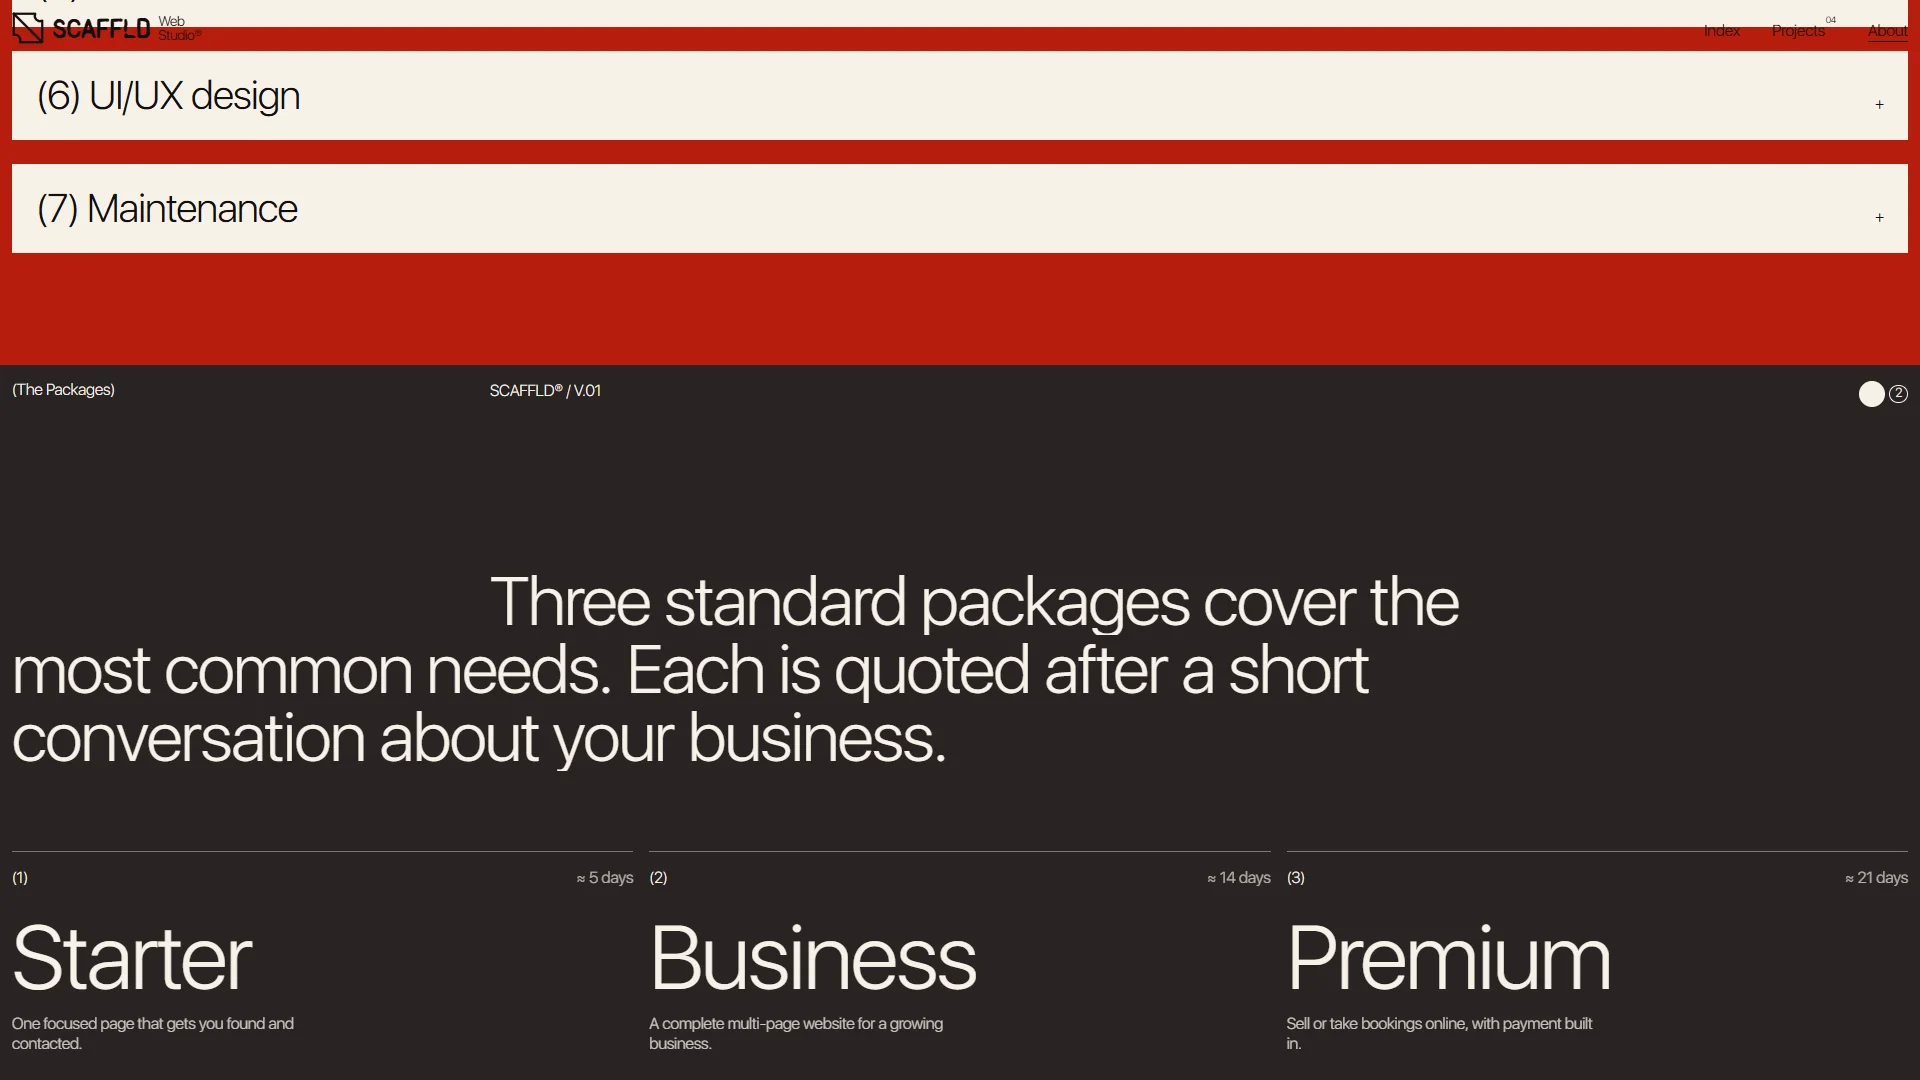 SCAFFLD
Web
Studio®
Index
Projects
04
About
(6) UI/UX design
+
(7) Maintenance
+
(The Packages)
SCAFFLD® / V.01
2
Three standard packages cover the
most common needs. Each is quoted after a short
conversation about your business.
(1)
≈ 5 days
(2)
≈ 14 days
(3)
≈ 21 days
Starter
Business
Premium
One focused page that gets you found and
contacted.
A complete multi-page website for a growing
business.
Sell or take bookings online, with payment built
in.